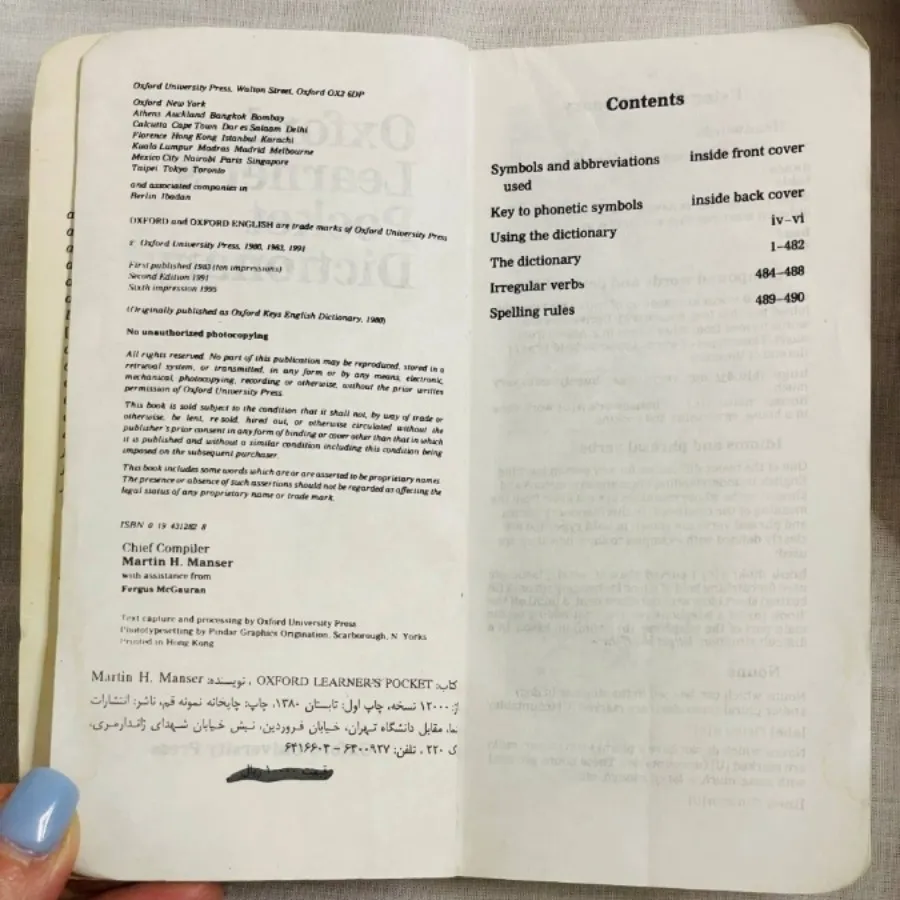 Oxford University Press, Walton Street, Oxford OX2 6DP
Oxford New York
Athens Auckland Bangkok Bombay
Calcutta Cape Town Dar es Salaam Delhi
Florence Hong Kong Istanbul Karachi
Kuala Lumpur Madras Madrid Melbourne
Mexico City Nairobi Paris Singapore
Taipei Tokyo Toronto
and associated companies in
Berlin Ibadan
OXFORD and OXFORD ENGLISH are trade marks of Oxford University Press
© Oxford University Press, 1980, 1983, 1991
First published 1983 (ten impressions)
Second Edition 1991
Sixth impression 1995
(Originally published as Oxford Keys English Dictionary, 1980)
No unauthorized photocopying
All rights reserved. No part of this publication may be reproduced, stored in a
retrieval system, or transmitted, in any form or by any means, electronic,
mechanical, photocopying, recording or otherwise, without the prior written
permission of Oxford University Press.
This book is sold subject to the condition that it shall not, by way of trade or
otherwise, be lent, re-sold, hired out, or otherwise circulated without the
publisher's prior consent in any form of binding or cover other than that in which
it is published and without a similar condition including this condition being
imposed on the subsequent purchaser.
This book includes some words which are or are asserted to be proprietary names
The presence or absence of such assertions should not be regarded as affecting the
legal status of any proprietary name or trade mark.
ISBN 0 19 431282 8
Chief Compiler
Martin H. Manser
with assistance from
Fergus McGauran
Text capture and processing by Oxford University Press
Phototypesetting by Pindar Graphics Origination, Scarborough, N. Yorks
Printed in Hong Kong
کتاب: OXFORD LEARNER'S POCKET ، نویسنده: Martin H. Manser
۱۲۰۰۰ نسخه، چاپ اول: تابستان ۱۳۸۰، چاپ: چاپخانه نمونه قم، ناشر: انتشارات
مقابل دانشگاه تهران، خیابان فروردین، نبش خیابان شهدای ژاندارمری،
۲۲۰ ، تلفن: ۶۴۰۰۹۲۷ – ۶۴۱۶۶۰۳
Contents
Symbols and abbreviations used inside front cover
Key to phonetic symbols inside back cover
Using the dictionary iv–vi
The dictionary 1–482
Irregular verbs 484–488
Spelling rules 489–490